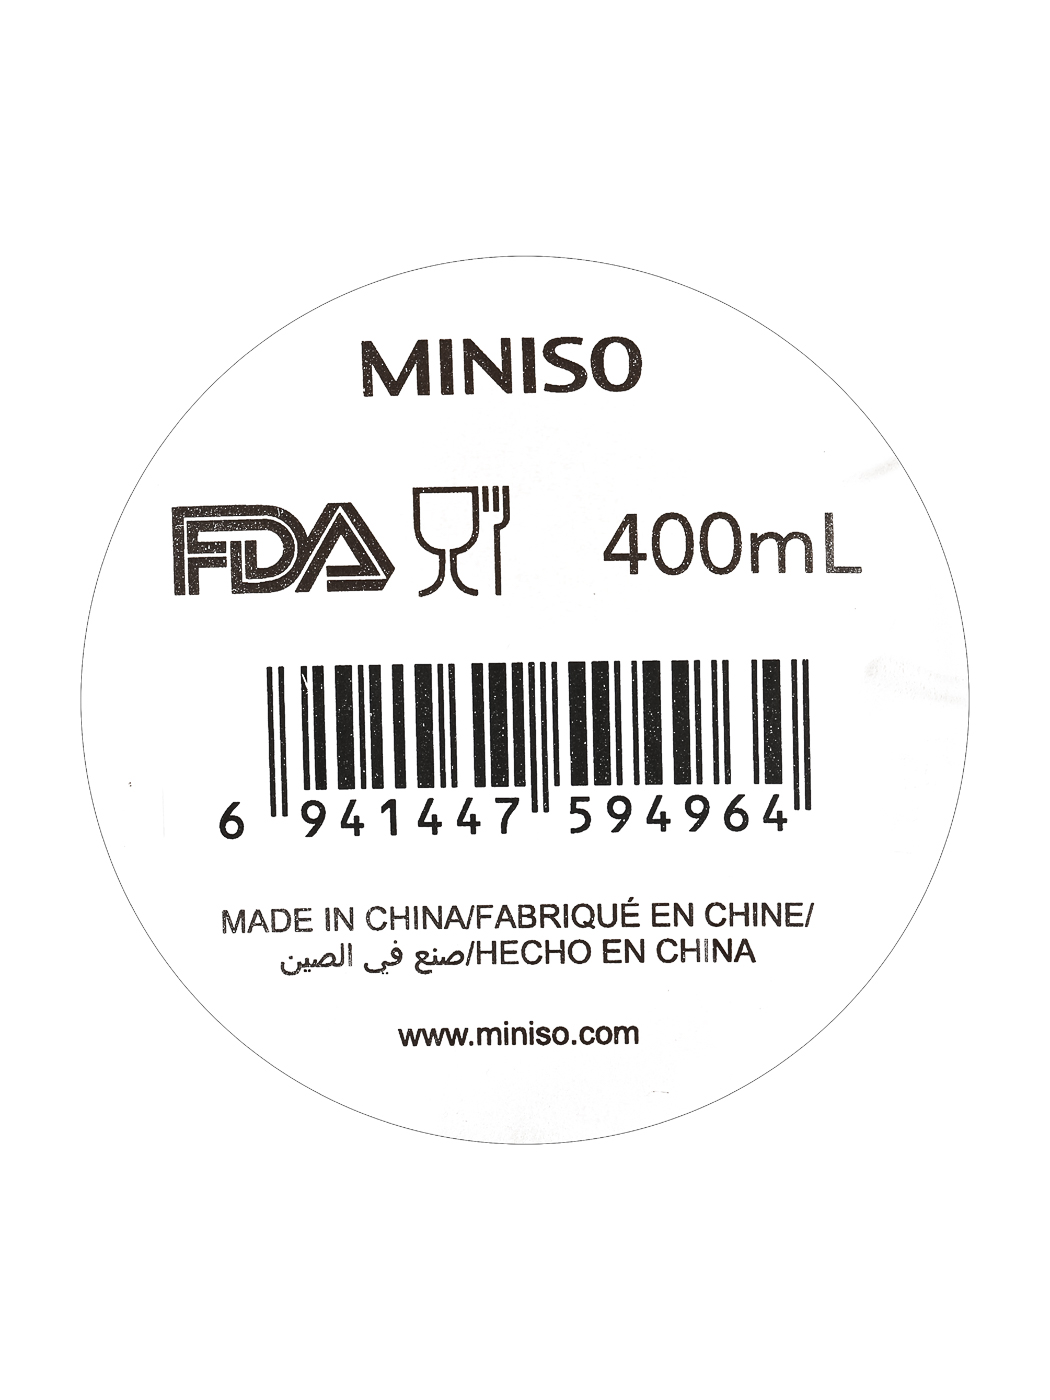 MINISO
FDA 400mL
6 941447 594964
MADE IN CHINA/FABRIQUÉ EN CHINE/
صنع في الصين/HECHO EN CHINA
www.miniso.com